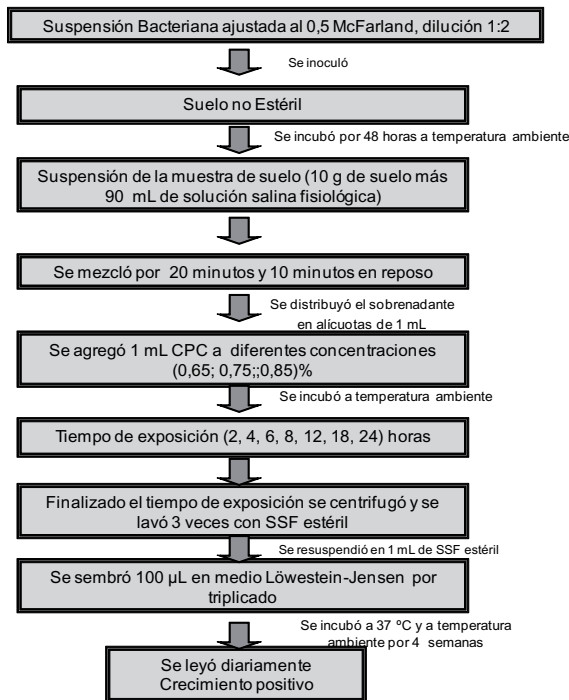 Suspensión Bacteriana ajustada al 0,5 McFarland, dilución 1:2
Se inoculó
Suelo no Estéril
Se incubó por 48 horas a temperatura ambiente
Suspensión de la muestra de suelo (10 g de suelo más
90 mL de solución salina fisiológica)
Se mezcló por 20 minutos y 10 minutos en reposo
Se distribuyó el sobrenadante
en alícuotas de 1 mL
Se agregó 1 mL CPC a diferentes concentraciones
(0,65; 0,75;;0,85)%
Se incubó a temperatura ambiente
Tiempo de exposición (2, 4, 6, 8, 12, 18, 24) horas
Finalizado el tiempo de exposición se centrifugó y se
lavó 3 veces con SSF estéril
Se resuspendió en 1 mL de SSF estéril
Se sembró 100 µL en medio Löwestein-Jensen por
triplicado
Se incubó a 37 ºC y a temperatura
ambiente por 4 semanas
Se leyó diariamente
Crecimiento positivo